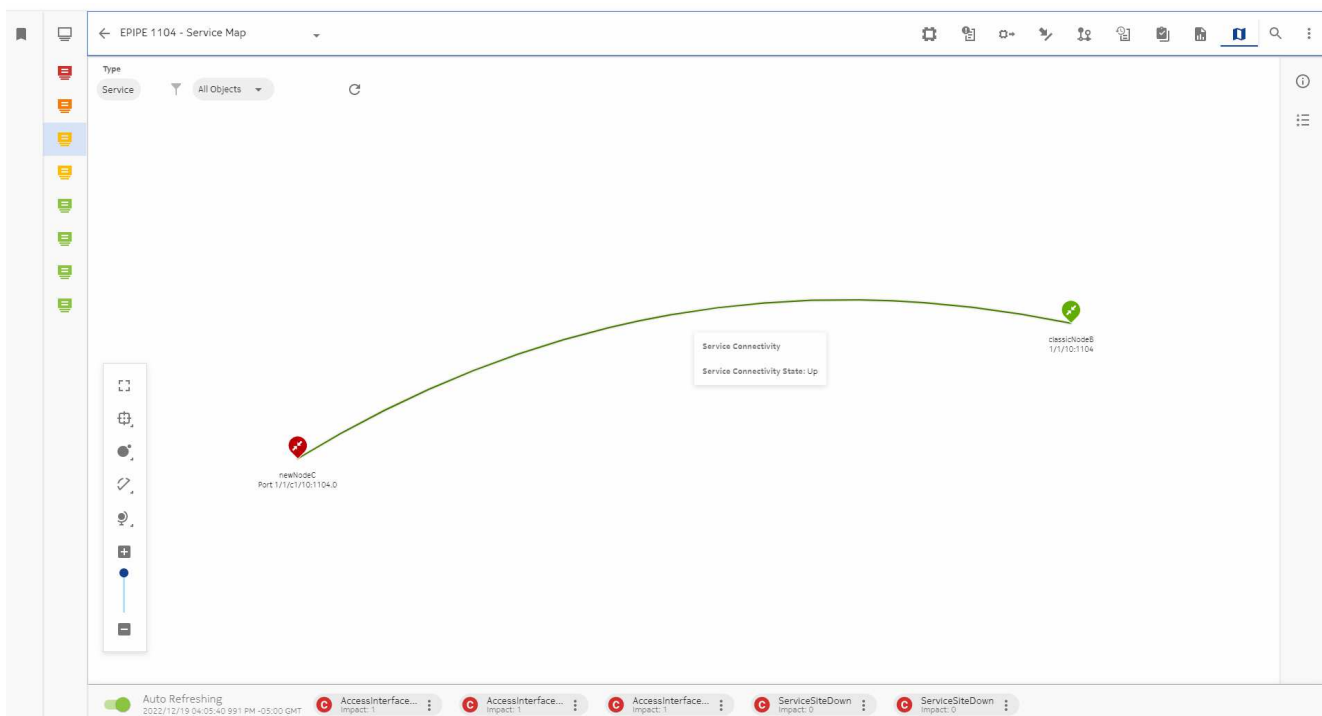 EPIPE 1104 - Service Map
Type
Service
All Objects
Service Connectivity
Service Connectivity State: Up
classicNodeB
1/1/10:1104
newNodeC
Port 1/1/c1/10:1104.0
Auto Refreshing
2022/12/19 04:05:40 991 PM -05:00 GMT
C AccessInterface...
Impact: 1
C AccessInterface...
Impact: 1
C AccessInterface...
Impact: 1
C ServiceSiteDown
Impact: 0
C ServiceSiteDown
Impact: 0